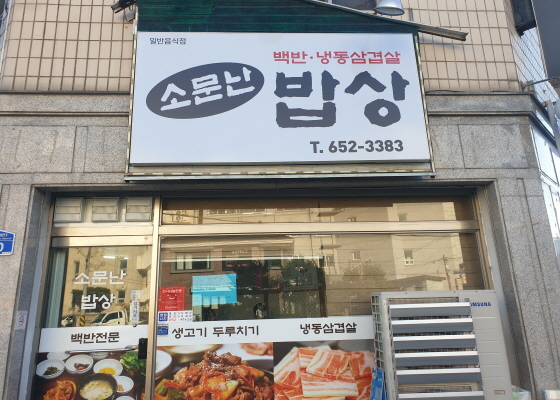 일반음식점
백반·냉동삼겹살
소문난
밥상
T. 652-3383
소문난
밥상
백반전문
생고기 두루치기
냉동삼겹살
SAMSUNG